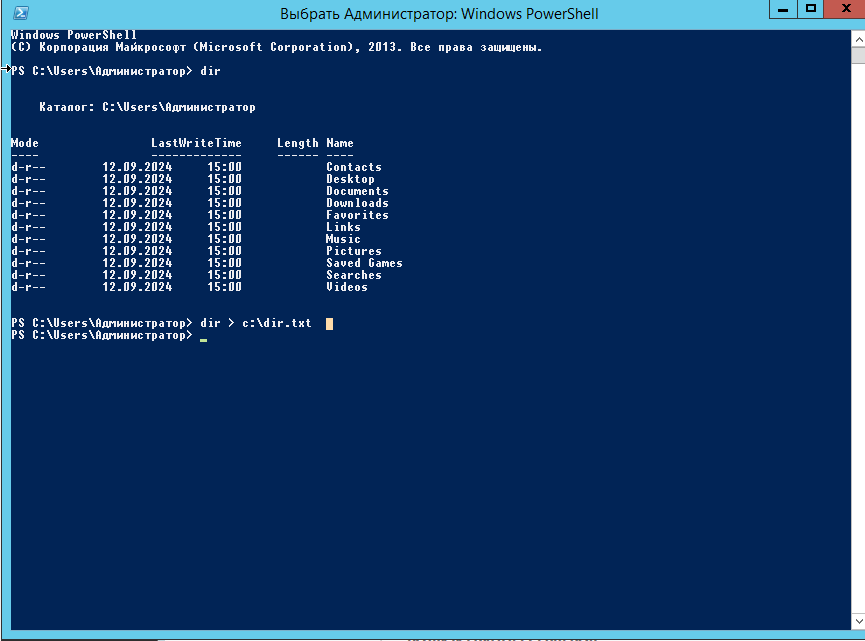 Выбрать Администратор: Windows PowerShell
Windows PowerShell
(C) Корпорация Майкрософт (Microsoft Corporation), 2013. Все права защищены.
PS C:\Users\Администратор> dir
Каталог: C:\Users\Администратор
Mode LastWriteTime Length Name
---- ------------- ------ ----
d-r-- 12.09.2024 15:00 Contacts
d-r-- 12.09.2024 15:00 Desktop
d-r-- 12.09.2024 15:00 Documents
d-r-- 12.09.2024 15:00 Downloads
d-r-- 12.09.2024 15:00 Favorites
d-r-- 12.09.2024 15:00 Links
d-r-- 12.09.2024 15:00 Music
d-r-- 12.09.2024 15:00 Pictures
d-r-- 12.09.2024 15:00 Saved Games
d-r-- 12.09.2024 15:00 Searches
d-r-- 12.09.2024 15:00 Videos
PS C:\Users\Администратор> dir > c:\dir.txt
PS C:\Users\Администратор> _